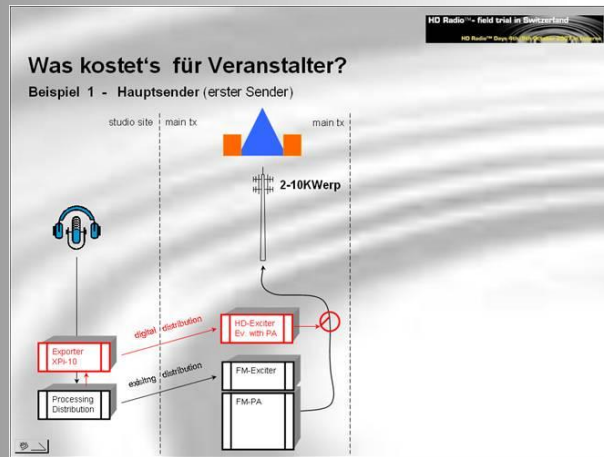 HD Radio™- field trial in Switzerland
Was kostet's für Veranstalter?
Beispiel 1 - Hauptsender (erster Sender)
studio site
main tx
main tx
2-10KWerp
digital distribution
HD-Exciter
Ev. with PA
Exporter
XPi-10
exisitng distribution
FM-Exciter
Processing
Distribution
FM-PA